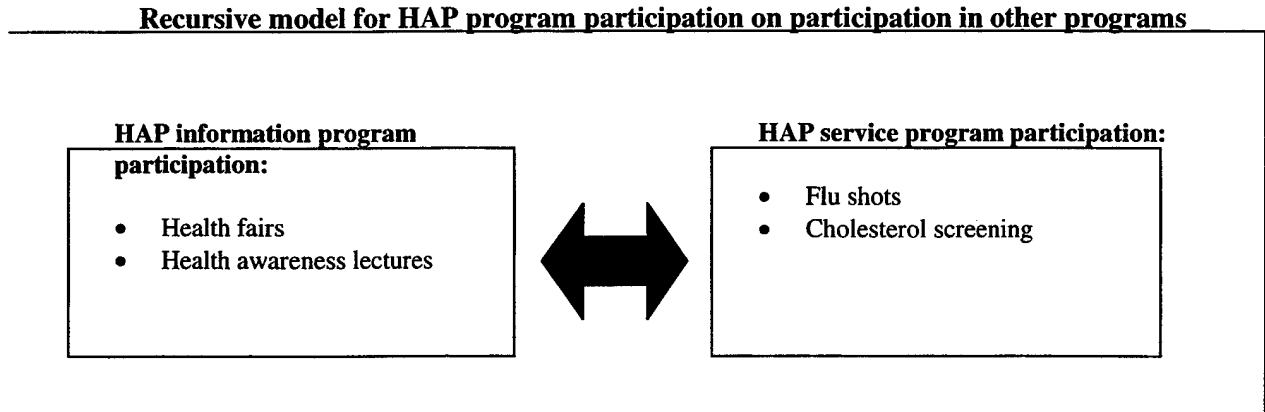 Recursive model for HAP program participation on participation in other programs
HAP information program
participation:
• Health fairs
• Health awareness lectures
HAP service program participation:
• Flu shots
• Cholesterol screening